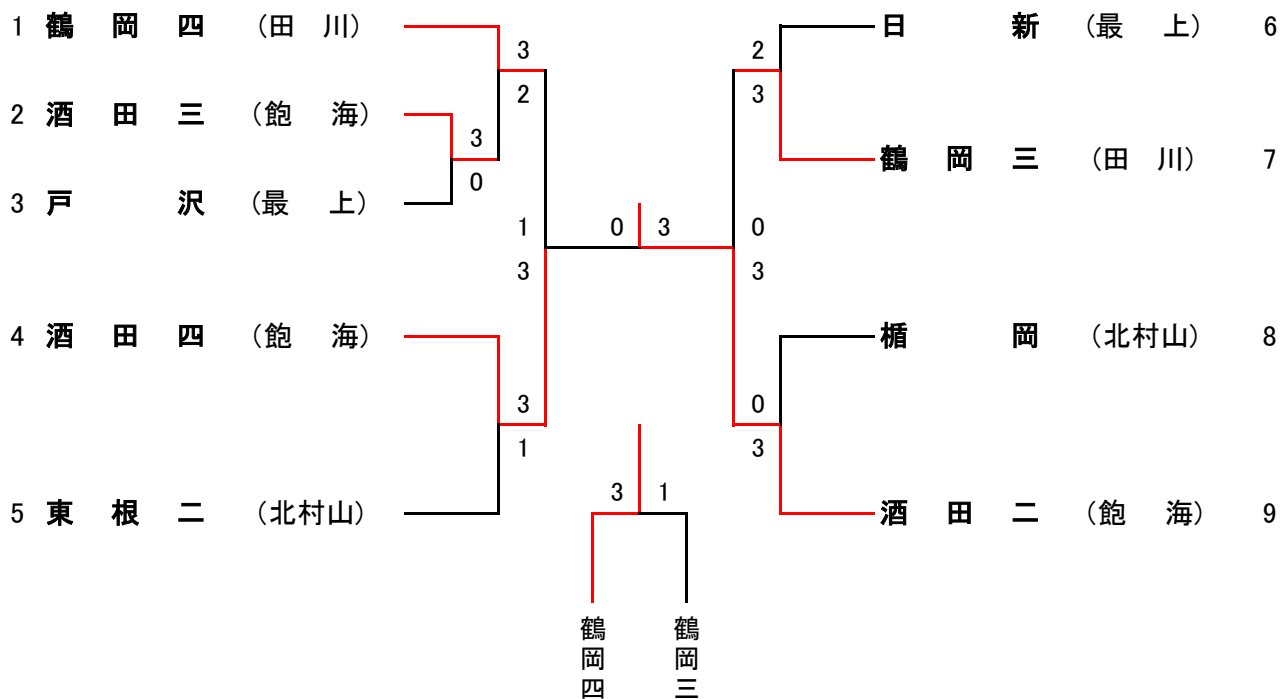 1 鶴岡四 (田川)
3
2
2 酒田三 (飽海)
3
0
3 戸沢 (最上)
1
3
4 酒田四 (飽海)
3
1
5 東根二 (北村山)
0 3
日新 (最上) 6
2
3
鶴岡三 (田川) 7
0
3
楯岡 (北村山) 8
0
3
酒田二 (飽海) 9
3 1
鶴岡四
鶴岡三